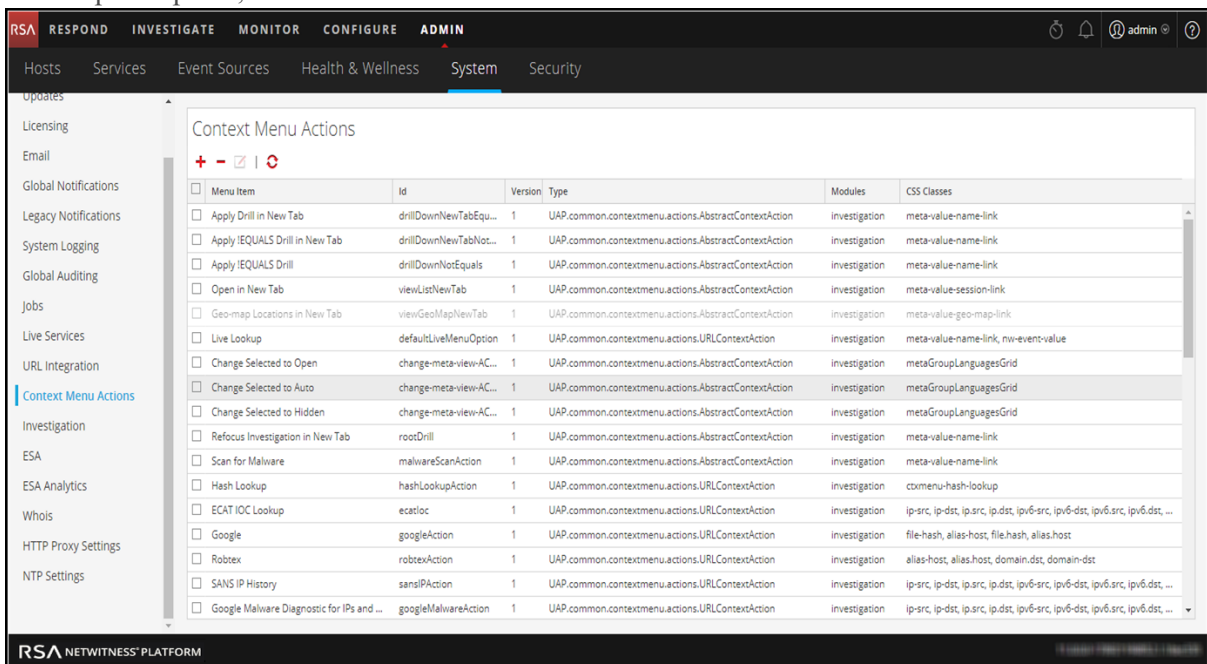 RSA RESPOND INVESTIGATE MONITOR CONFIGURE ADMIN admin
Hosts Services Event Sources Health & Wellness System Security
Updates
Licensing
Email
Global Notifications
Legacy Notifications
System Logging
Global Auditing
Jobs
Live Services
URL Integration
Context Menu Actions
Investigation
ESA
ESA Analytics
Whois
HTTP Proxy Settings
NTP Settings
Context Menu Actions
Menu Item Id Version Type Modules CSS Classes
Apply Drill in New Tab drillDownNewTabEqu... 1 UAP.common.contextmenu.actions.AbstractContextAction investigation meta-value-name-link
Apply !EQUALS Drill in New Tab drillDownNewTabNot... 1 UAP.common.contextmenu.actions.AbstractContextAction investigation meta-value-name-link
Apply !EQUALS Drill drillDownNotEquals 1 UAP.common.contextmenu.actions.AbstractContextAction investigation meta-value-name-link
Open in New Tab viewListNewTab 1 UAP.common.contextmenu.actions.AbstractContextAction investigation meta-value-session-link
Geo-map Locations in New Tab viewGeoMapNewTab 1 UAP.common.contextmenu.actions.AbstractContextAction investigation meta-value-geo-map-link
Live Lookup defaultLiveMenuOption 1 UAP.common.contextmenu.actions.URLContextAction investigation meta-value-name-link, nw-event-value
Change Selected to Open change-meta-view-AC... 1 UAP.common.contextmenu.actions.AbstractContextAction investigation metaGroupLanguagesGrid
Change Selected to Auto change-meta-view-AC... 1 UAP.common.contextmenu.actions.AbstractContextAction investigation metaGroupLanguagesGrid
Change Selected to Hidden change-meta-view-AC... 1 UAP.common.contextmenu.actions.AbstractContextAction investigation metaGroupLanguagesGrid
Refocus Investigation in New Tab rootDrill 1 UAP.common.contextmenu.actions.AbstractContextAction investigation meta-value-name-link
Scan for Malware malwareScanAction 1 UAP.common.contextmenu.actions.AbstractContextAction investigation meta-value-name-link
Hash Lookup hashLookupAction 1 UAP.common.contextmenu.actions.URLContextAction investigation ctxmenu-hash-lookup
ECAT IOC Lookup ecatIoc 1 UAP.common.contextmenu.actions.URLContextAction investigation ip-src, ip-dst, ip.src, ip.dst, ipv6-src, ipv6-dst, ipv6.src, ipv6.dst, ...
Google googleAction 1 UAP.common.contextmenu.actions.URLContextAction investigation file-hash, alias-host, file.hash, alias.host
Robtex robtexAction 1 UAP.common.contextmenu.actions.URLContextAction investigation alias-host, alias.host, domain.dst, domain-dst
SANS IP History sansIPAction 1 UAP.common.contextmenu.actions.URLContextAction investigation ip-src, ip-dst, ip.src, ip.dst, ipv6-src, ipv6-dst, ipv6.src, ipv6.dst, ...
Google Malware Diagnostic for IPs and ... googleMalwareAction 1 UAP.common.contextmenu.actions.URLContextAction investigation ip-src, ip-dst, ip.src, ip.dst, ipv6-src, ipv6-dst, ipv6.src, ipv6.dst, ...
RSA NETWITNESS® PLATFORM